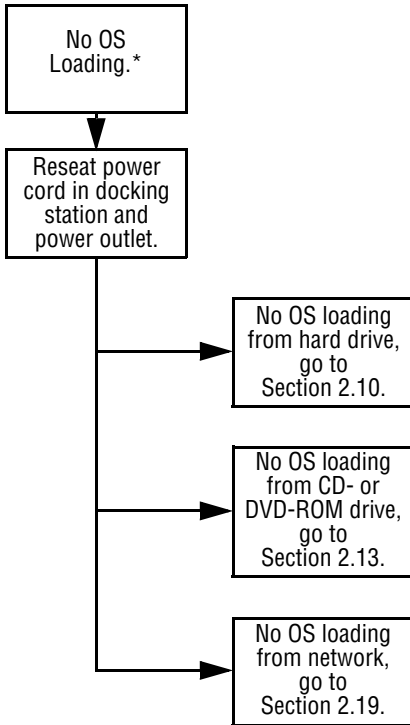 No OS
Loading.*
Reseat power
cord in docking
station and
power outlet.
No OS loading
from hard drive,
go to
Section 2.10.
No OS loading
from CD- or
DVD-ROM drive,
go to
Section 2.13.
No OS loading
from network,
go to
Section 2.19.